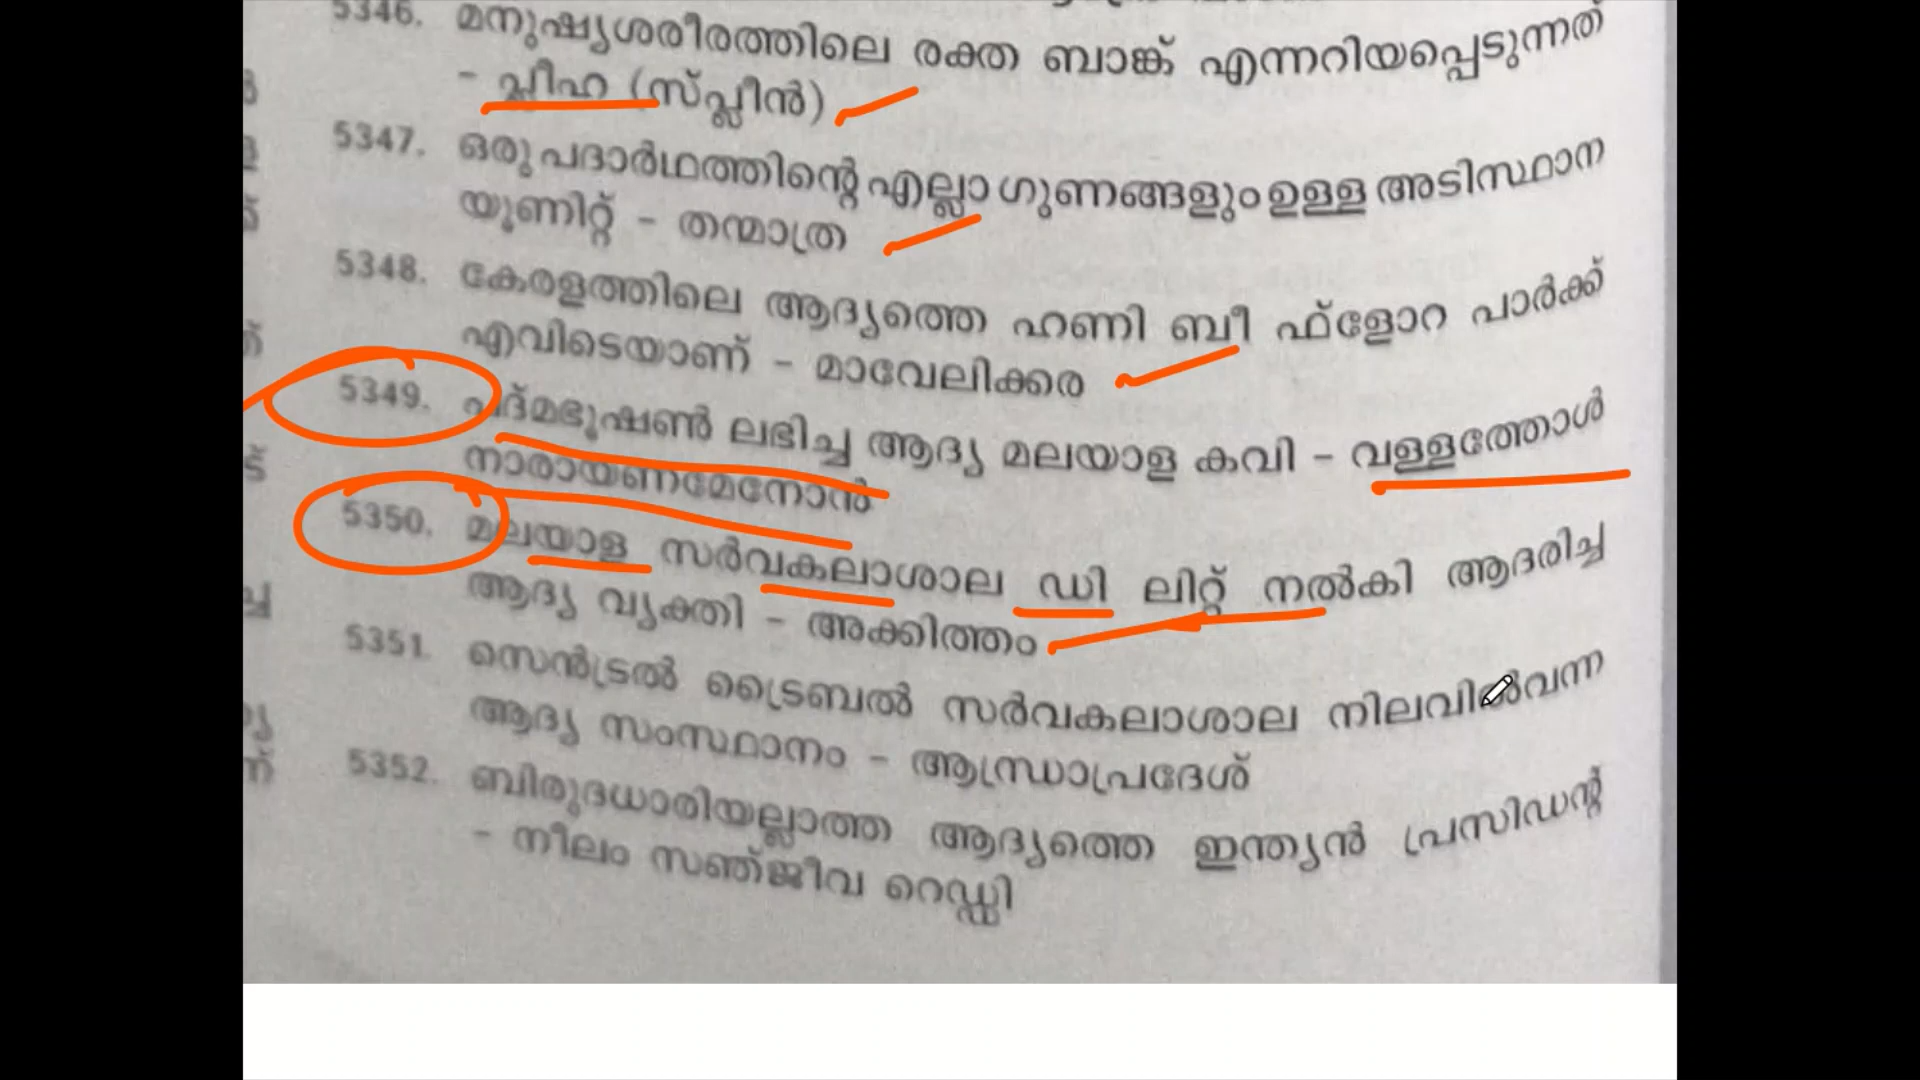 5346. മനുഷ്യശരീരത്തിലെ രക്ത ബാങ്ക് എന്നറിയപ്പെടുന്നത്
- പ്ലീഹ (സ്പ്ലീൻ)
5347. ഒരു പദാർഥത്തിന്റെ എല്ലാ ഗുണങ്ങളും ഉള്ള അടിസ്ഥാന
യൂണിറ്റ് - തന്മാത്ര
5348. കേരളത്തിലെ ആദ്യത്തെ ഹണി ബീ ഫ്ളോറ പാർക്ക്
എവിടെയാണ് - മാവേലിക്കര
5349. പദ്മഭൂഷൺ ലഭിച്ച ആദ്യ മലയാള കവി - വള്ളത്തോൾ
നാരായണമേനോൻ
5350. മലയാള സർവകലാശാല ഡി ലിറ്റ് നൽകി ആദരിച്ച
ആദ്യ വ്യക്തി - അക്കിത്തം
5351. സെൻട്രൽ ട്രൈബൽ സർവകലാശാല നിലവിൽവന്ന
ആദ്യ സംസ്ഥാനം - ആന്ധ്രാപ്രദേശ്
5352. ബിരുദധാരിയല്ലാത്ത ആദ്യത്തെ ഇന്ത്യൻ പ്രസിഡന്റ്
- നീലം സഞ്ജീവ റെഡ്ഡി